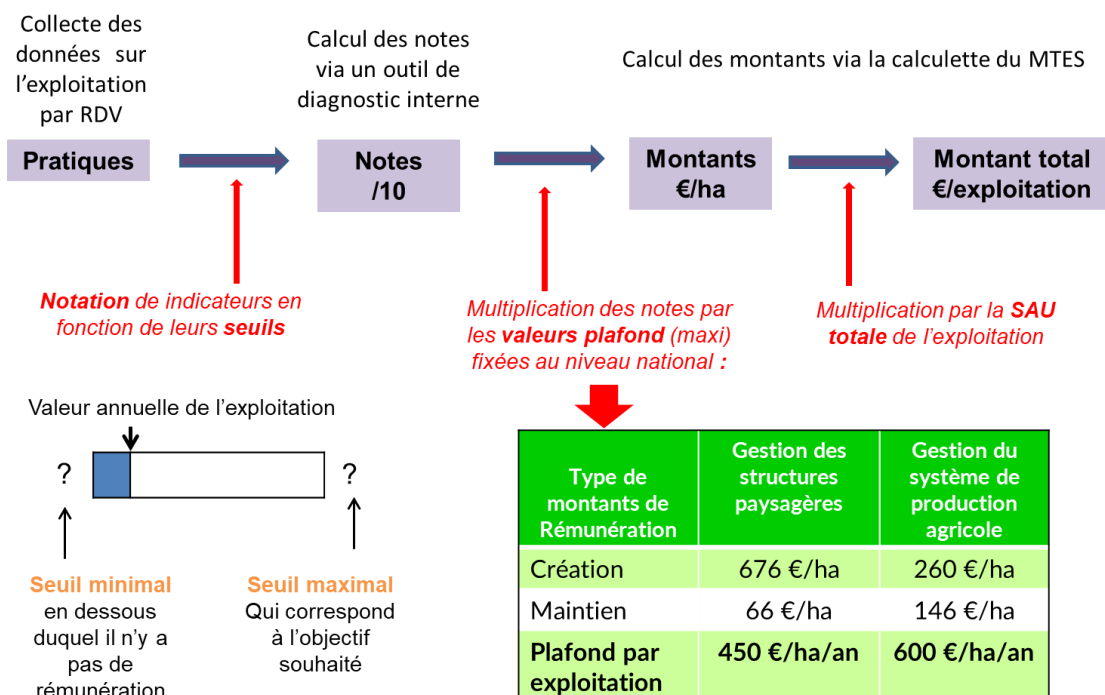 Collecte des
données sur
l'exploitation
par RDV
Calcul des notes
via un outil de
diagnostic interne
Calcul des montants via la calculette du MTES
Pratiques
Notes
/10
Montants
€/ha
Montant total
€/exploitation
Notation de indicateurs en
fonction de leurs seuils
Multiplication des notes par
les valeurs plafond (maxi)
fixées au niveau national :
Multiplication par la SAU
totale de l'exploitation
Valeur annuelle de l'exploitation
?
?
Seuil minimal
en dessous
duquel il n'y a
pas de
rémunération
Seuil maximal
Qui correspond
à l'objectif
souhaité
Type de
montants de
Rémunération
Gestion des
structures
paysagères
Gestion du
système de
production
agricole
Création 676 €/ha 260 €/ha
Maintien 66 €/ha 146 €/ha
Plafond par
exploitation
450 €/ha/an 600 €/ha/an